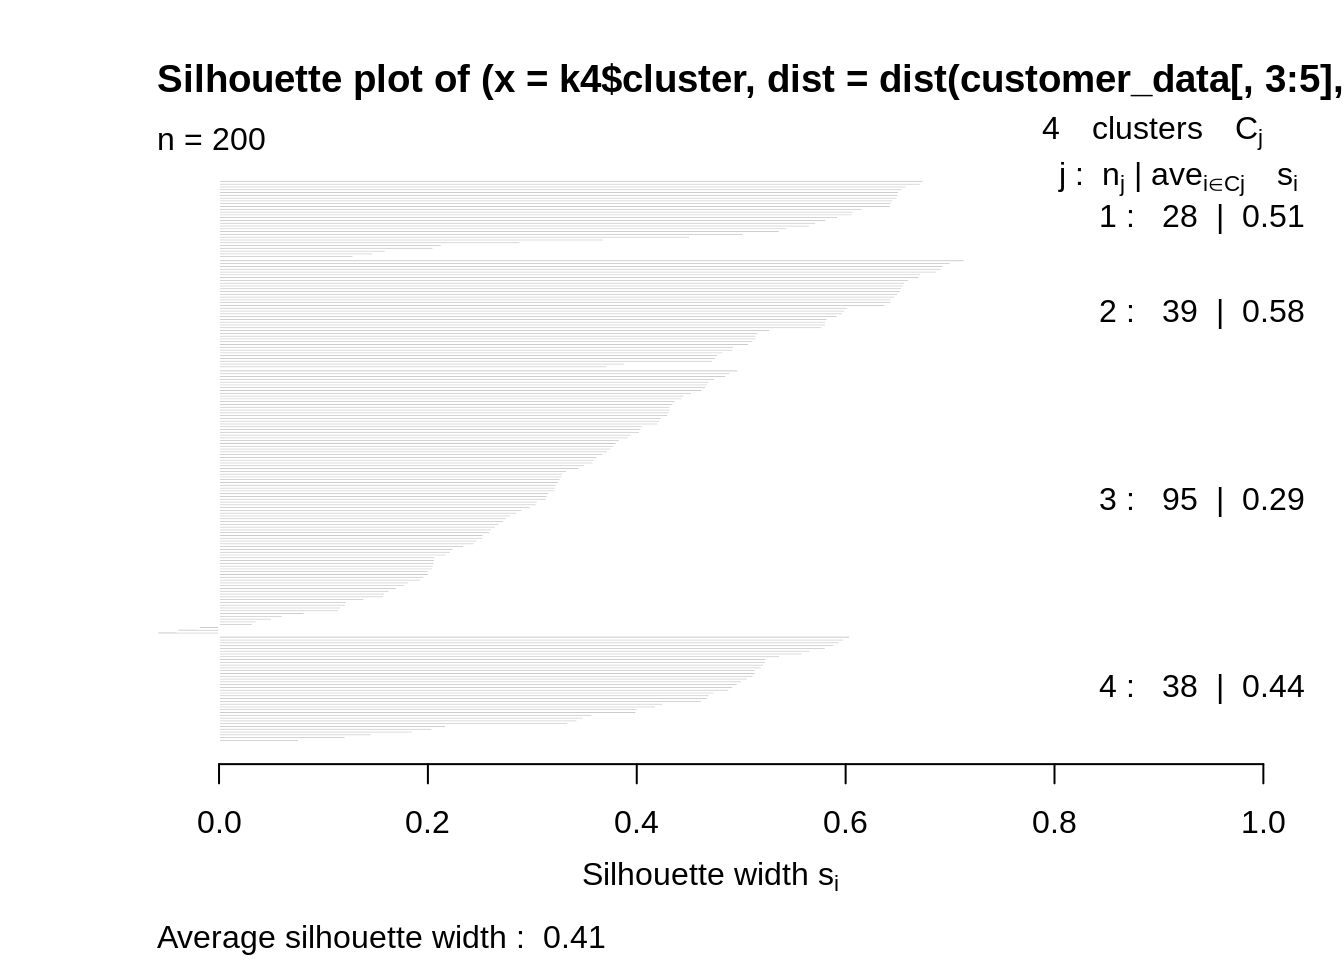 Silhouette plot of (x = k4$cluster, dist = dist(customer_data[, 3:5],
n = 200
4 clusters Cj
j : nj | avei∈Cj si
1 : 28 | 0.51
2 : 39 | 0.58
3 : 95 | 0.29
4 : 38 | 0.44
0.0 0.2 0.4 0.6 0.8 1.0
Silhouette width si
Average silhouette width : 0.41